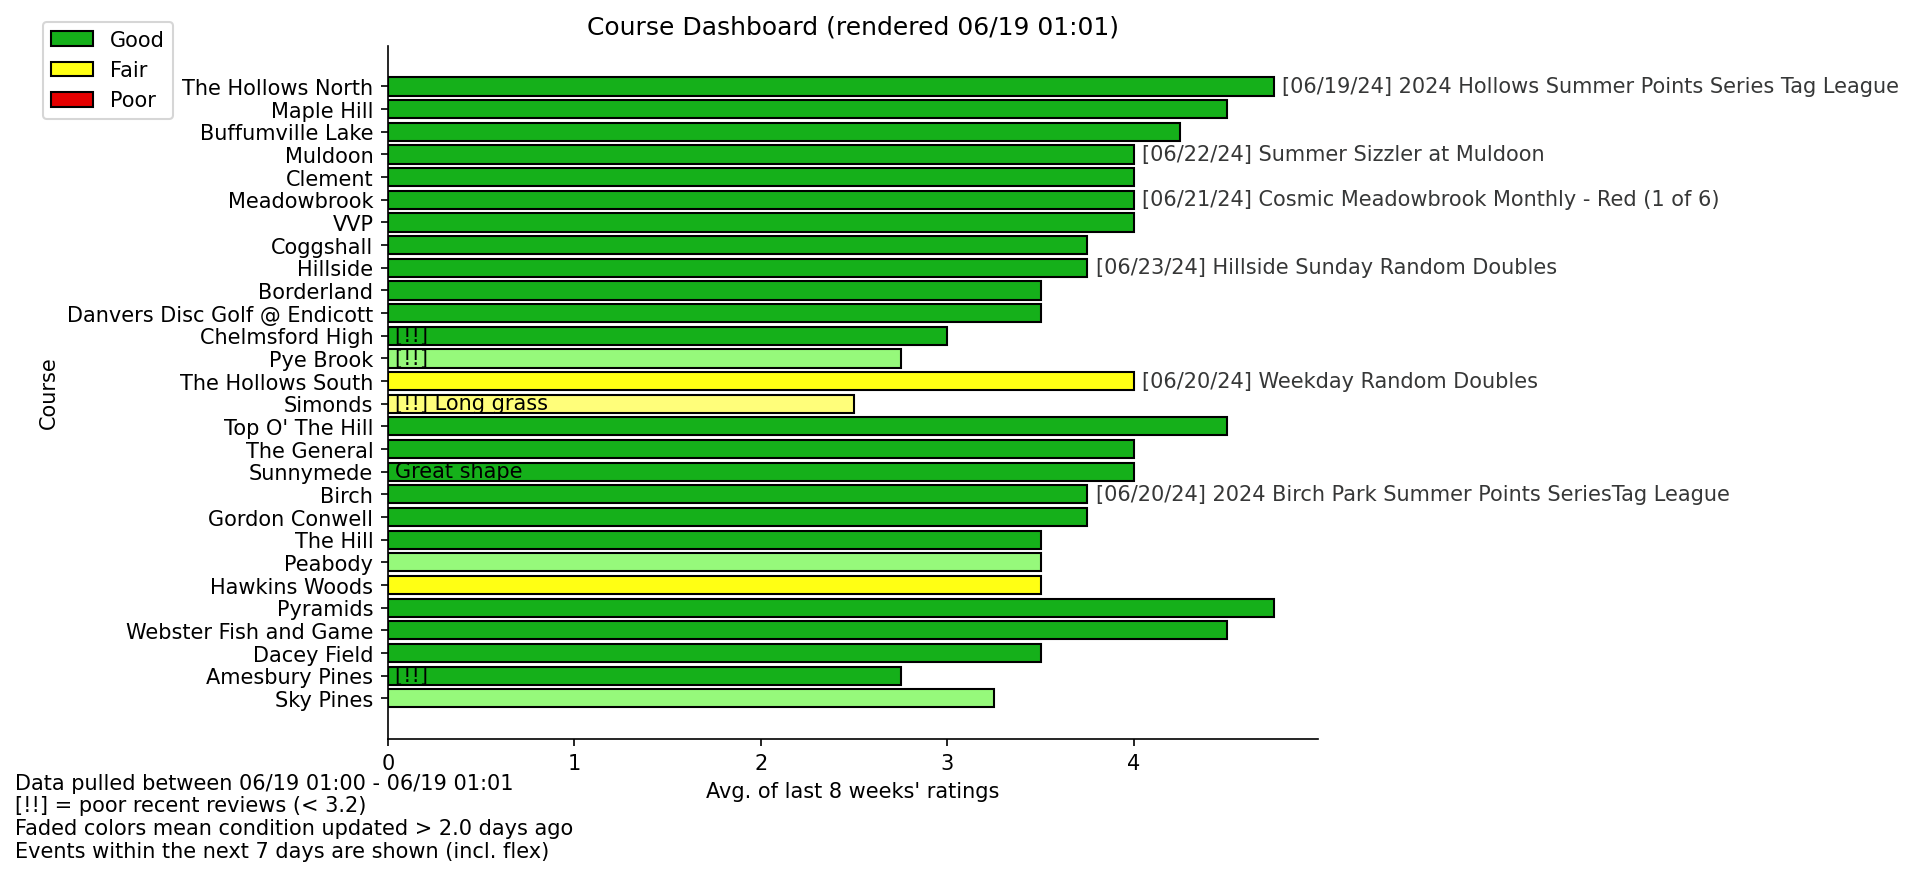 Course Dashboard (rendered 06/19 01:01)
Good
Fair
Poor
The Hollows North [06/19/24] 2024 Hollows Summer Points Series Tag League
Maple Hill
Buffumville Lake
Muldoon [06/22/24] Summer Sizzler at Muldoon
Clement
Meadowbrook [06/21/24] Cosmic Meadowbrook Monthly - Red (1 of 6)
VVP
Coggshall
Hillside [06/23/24] Hillside Sunday Random Doubles
Borderland
Danvers Disc Golf @ Endicott
Chelmsford High [!!]
Pye Brook [!!]
The Hollows South [06/20/24] Weekday Random Doubles
Simonds [!!] Long grass
Top O' The Hill
The General
Sunnymede Great shape
Birch [06/20/24] 2024 Birch Park Summer Points SeriesTag League
Gordon Conwell
The Hill
Peabody
Hawkins Woods
Pyramids
Webster Fish and Game
Dacey Field
Amesbury Pines [!!]
Sky Pines
Course
0 1 2 3 4
Avg. of last 8 weeks' ratings
Data pulled between 06/19 01:00 - 06/19 01:01
[!!] = poor recent reviews (< 3.2)
Faded colors mean condition updated > 2.0 days ago
Events within the next 7 days are shown (incl. flex)